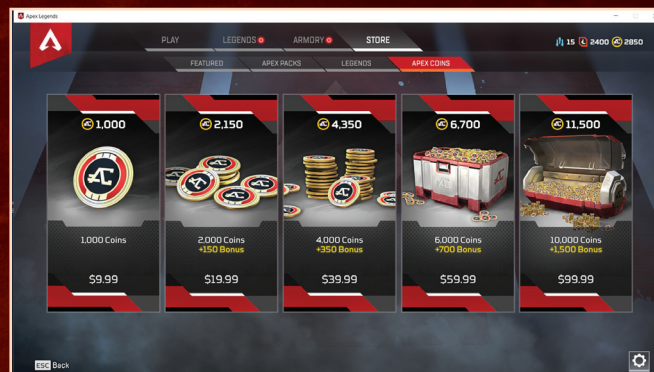 Apex Legends
PLAY LEGENDS ARMORY STORE
15 2400 2850
FEATURED APEX PACKS LEGENDS APEX COINS
1,000
1,000 Coins
$9.99
2,150
2,000 Coins
+150 Bonus
$19.99
4,350
4,000 Coins
+350 Bonus
$39.99
6,700
6,000 Coins
+700 Bonus
$59.99
11,500
10,000 Coins
+1,500 Bonus
$99.99
ESC Back